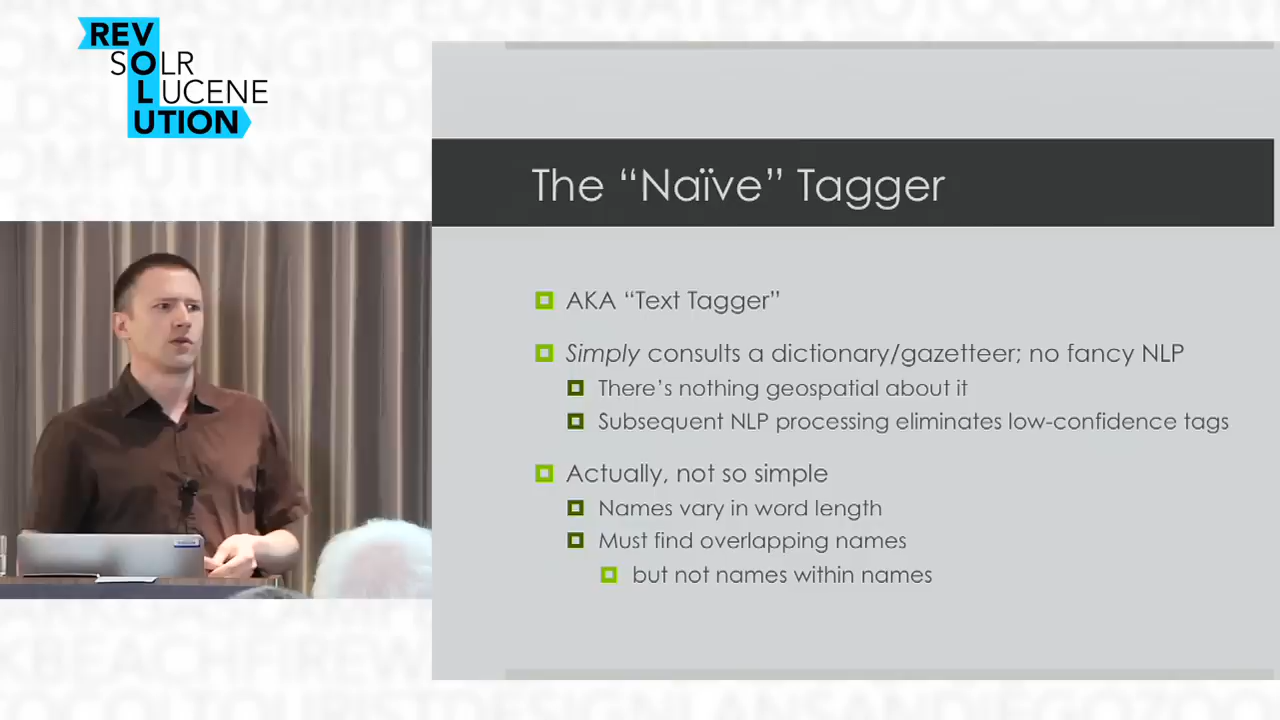 REV
SOLR
LUCENE
UTION
The “Naïve” Tagger
AKA “Text Tagger”
Simply consults a dictionary/gazetteer; no fancy NLP
There’s nothing geospatial about it
Subsequent NLP processing eliminates low-confidence tags
Actually, not so simple
Names vary in word length
Must find overlapping names
but not names within names